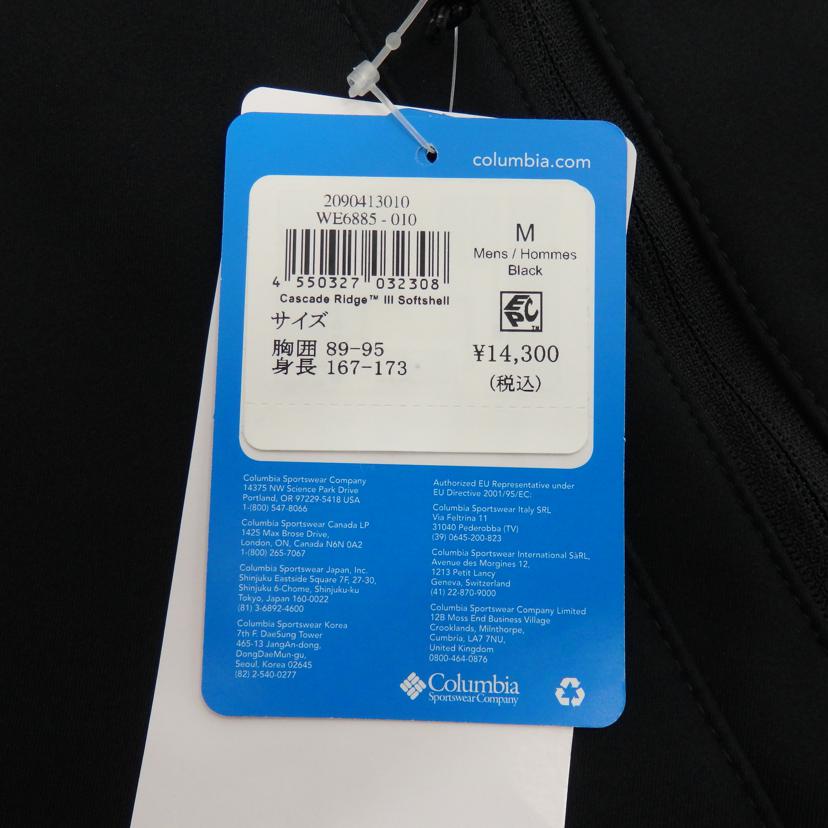 columbia.com
2090413010
WE6885-010
4 550327 032308
Cascade Ridge™ III Softshell
サイズ
胸囲 89-95
身長 167-173
M
Mens / Hommes
Black
EPC™
¥14,300
(税込)
Columbia Sportswear Company
14375 NW Science Park Drive
Portland, OR 97229-5418 USA
1-(800) 547-8066
Columbia Sportswear Canada LP
1425 Max Brose Drive,
London, ON, Canada N6N 0A2
1-(800) 265-7067
Columbia Sportswear Japan, Inc.
Shinjuku Eastside Square 7F, 27-30,
Shinjuku 6-Chome, Shinjuku-ku
Tokyo, Japan 160-0022
(81) 3-6892-4600
Columbia Sportswear Korea
7th F. DaeSung Tower
465-13 JangAn-dong,
DongDaeMun-gu,
Seoul, Korea 02645
(82) 2-540-0277
Authorized EU Representative under
EU Directive 2001/95/EC:
Columbia Sportswear Italy SRL
Via Feltrina 11
31040 Pederobba (TV)
(39) 0645-200-823
Columbia Sportswear International SàRL,
Avenue des Morgines 12,
1213 Petit Lancy
Geneva, Switzerland
(41) 22-870-9000
Columbia Sportswear Company Limited
12B Moss End Business Village
Crooklands, Milnthorpe,
Cumbria, LA7 7NU,
United Kingdom
0800-464-0876
Columbia
Sportswear Company